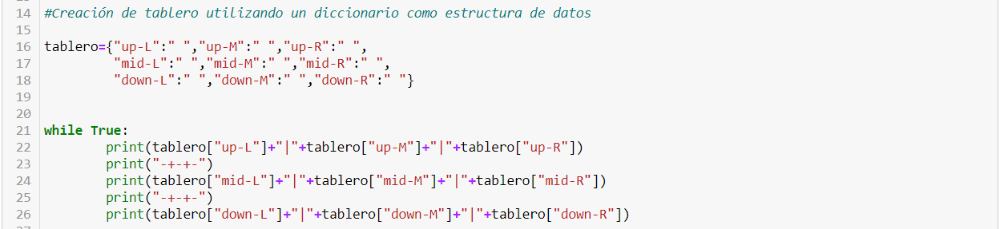 14 #Creación de tablero utilizando un diccionario como estructura de datos
15
16 tablero={"up-L":" ","up-M":" ","up-R":" ",
17          "mid-L":" ","mid-M":" ","mid-R":" ",
18          "down-L":" ","down-M":" ","down-R":" "}
19
20
21 while True:
22         print(tablero["up-L"]+"|"+tablero["up-M"]+"|"+tablero["up-R"])
23         print("-+-+-")
24         print(tablero["mid-L"]+"|"+tablero["mid-M"]+"|"+tablero["mid-R"])
25         print("-+-+-")
26         print(tablero["down-L"]+"|"+tablero["down-M"]+"|"+tablero["down-R"])